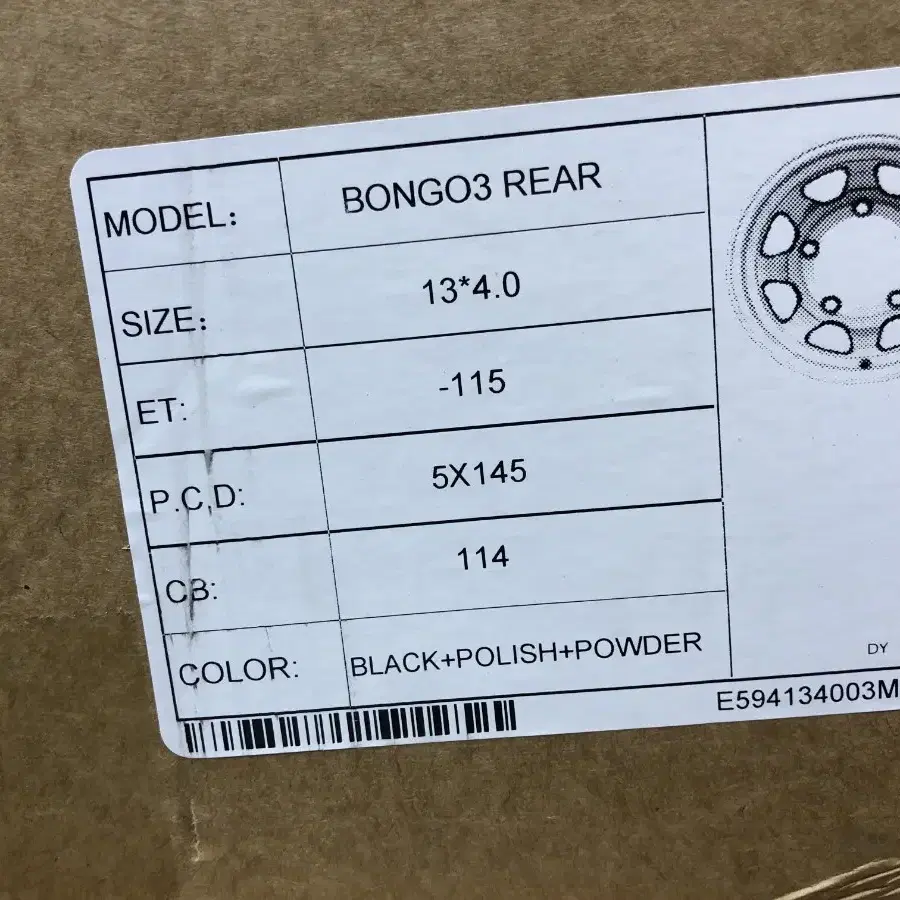 MODEL: BONGO3 REAR
SIZE: 13*4.0
ET: -115
P.C,D: 5X145
CB: 114
COLOR: BLACK+POLISH+POWDER
DY
E594134003M